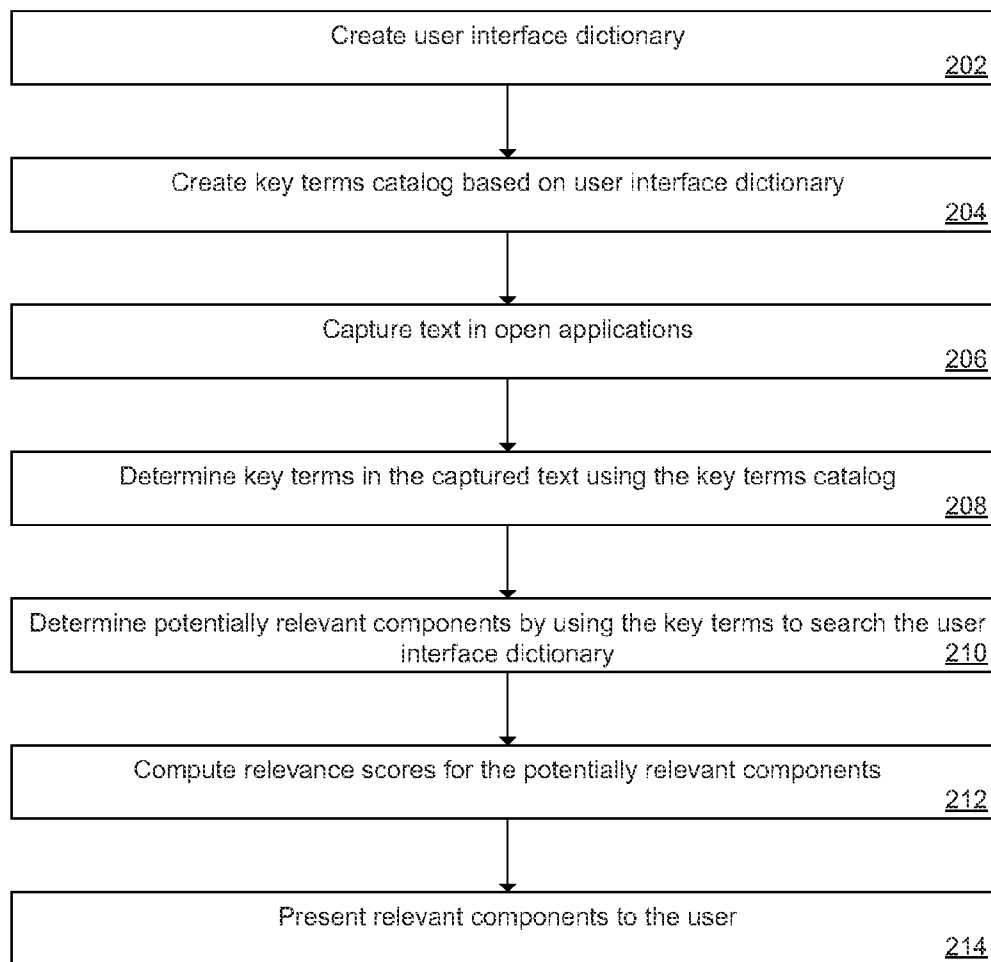 Create user interface dictionary
202
Create key terms catalog based on user interface dictionary
204
Capture text in open applications
206
Determine key terms in the captured text using the key terms catalog
208
Determine potentially relevant components by using the key terms to search the user
interface dictionary
210
Compute relevance scores for the potentially relevant components
212
Present relevant components to the user
214